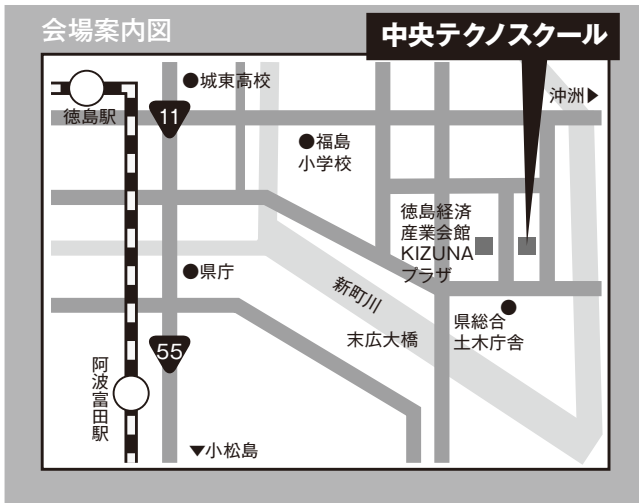 会場案内図
中央テクノスクール
●城東高校
沖洲▶
徳島駅
11
●福島
小学校
徳島経済
産業会館
KIZUNA
プラザ
●県庁
新町川
県総合
土木庁舎
末広大橋
55
阿波富田駅
▼小松島